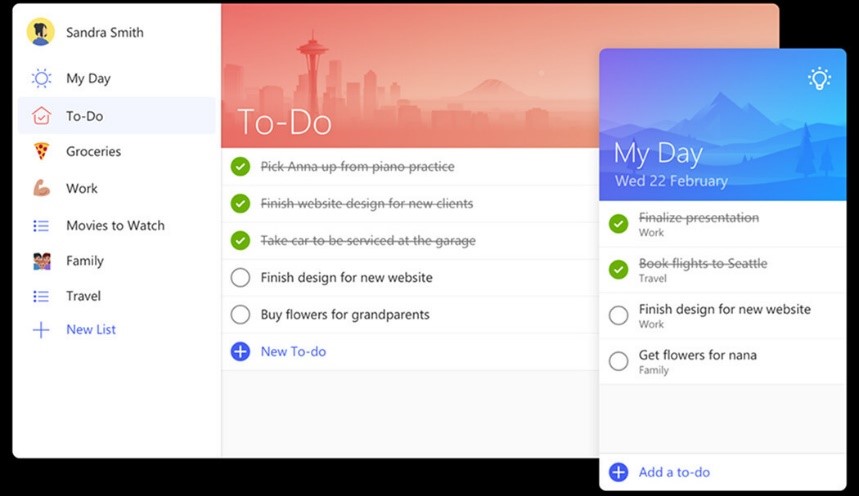 Sandra Smith
My Day
To-Do
Groceries
Work
Movies to Watch
Family
Travel
New List
To-Do
Pick Anna up from piano practice
Finish website design for new clients
Take car to be serviced at the garage
Finish design for new website
Buy flowers for grandparents
New To-do
My Day
Wed 22 February
Finalize presentation
Work
Book flights to Seattle
Travel
Finish design for new website
Work
Get flowers for nana
Family
Add a to-do